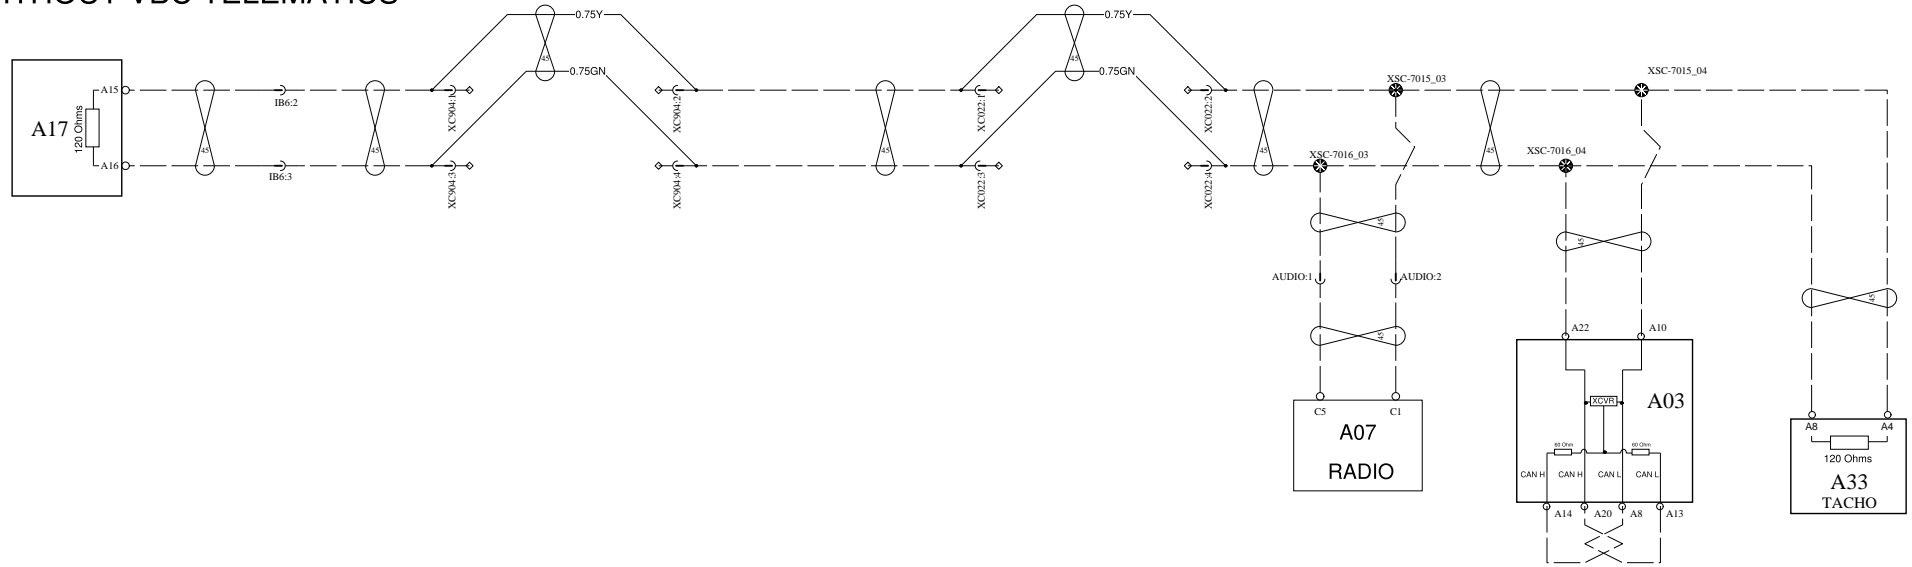 0.75Y
0.75Y
45
45
XSC-7015_03
XSC-7015_04
0.75GN
0.75GN
A15
IB6:2
XC904:1
XC904:2
XC022:1
XC022:2
A17
120 Ohms
45
45
45
45
45
XSC-7016_03
XSC-7016_04
A16
IB6:3
XC904:3
XC904:4
XC022:3
XC022:4
45
45
AUDIO:1
AUDIO:2
45
45
A22
A10
C5
C1
A07
RADIO
XCVR
A03
60 Ohm
60 Ohm
CAN H
CAN H
CAN L
CAN L
A14
A20
A8
A13
A8
A4
120 Ohms
A33
TACHO